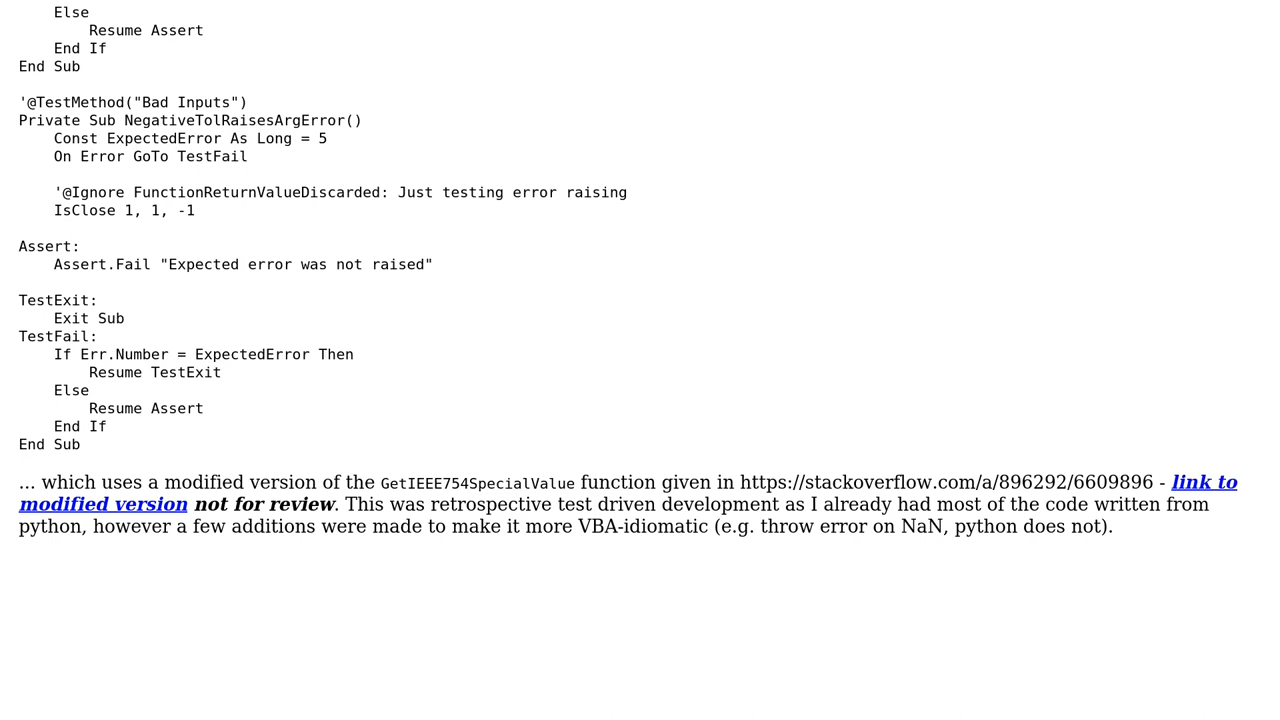 Else
        Resume Assert
    End If
End Sub

'@TestMethod("Bad Inputs")
Private Sub NegativeTolRaisesArgError()
    Const ExpectedError As Long = 5
    On Error GoTo TestFail

    '@Ignore FunctionReturnValueDiscarded: Just testing error raising
    IsClose 1, 1, -1

Assert:
    Assert.Fail "Expected error was not raised"

TestExit:
    Exit Sub
TestFail:
    If Err.Number = ExpectedError Then
        Resume TestExit
    Else
        Resume Assert
    End If
End Sub

... which uses a modified version of the GetIEEE754SpecialValue function given in https://stackoverflow.com/a/896292/6609896 - link to
modified version not for review. This was retrospective test driven development as I already had most of the code written from
python, however a few additions were made to make it more VBA-idiomatic (e.g. throw error on NaN, python does not).